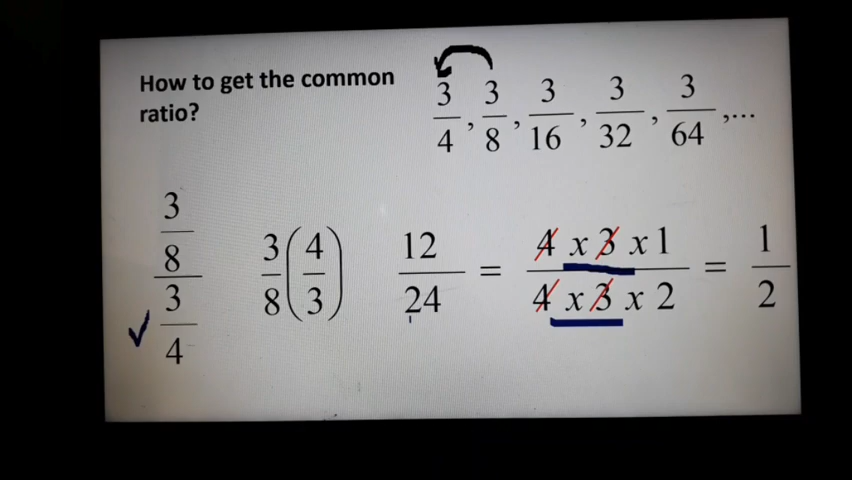 How to get the common
ratio?
3/4, 3/8, 3/16, 3/32, 3/64, ...
3/8 / 3/4
3/8 (4/3)
12/24 = 4 x 3 x 1 / 4 x 3 x 2 = 1/2